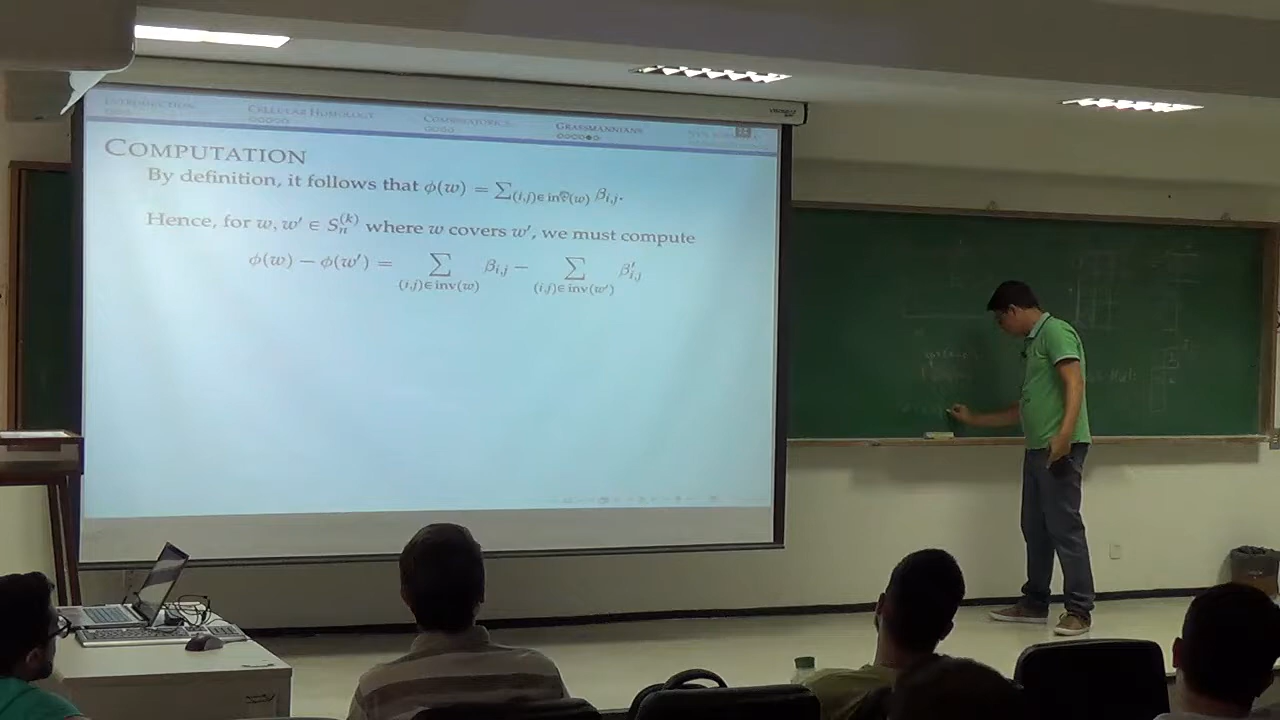 INTRODUCTION CELLULAR HOMOLOGY COMBINATORICS GRASSMANNIANS
COMPUTATION
By definition, it follows that ϕ(w) = ∑(i,j)∈ inv(w) βi,j.
Hence, for w, w′ ∈ Sn(k) where w covers w′, we must compute
ϕ(w) − ϕ(w′) = ∑(i,j)∈ inv(w) βi,j − ∑(i,j)∈ inv(w′) β′i,j